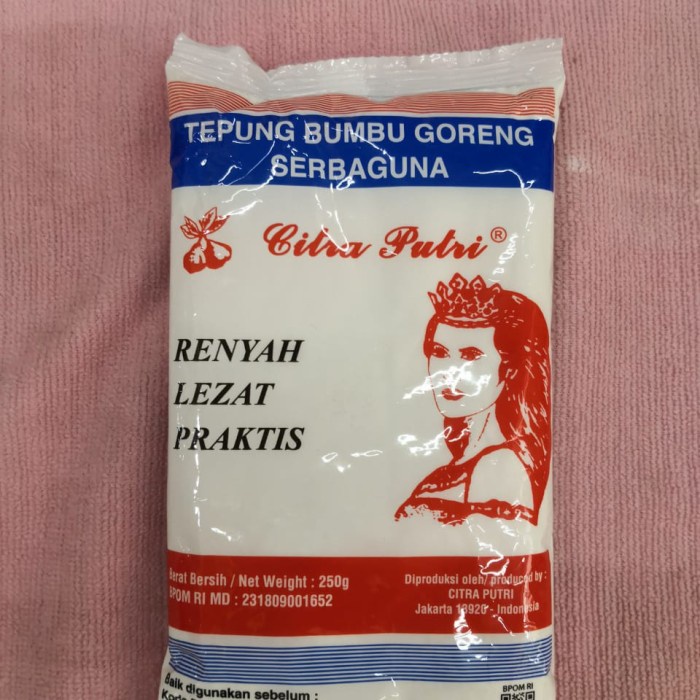 TEPUNG BUMBU GORENG
SERBAGUNA
Citra Putri ®
RENYAH
LEZAT
PRAKTIS
Berat Bersih / Net Weight : 250g
BPOM RI MD : 231809001652
Diproduksi oleh/ produced by :
CITRA PUTRI
Jakarta 13920 - Indonesia
Baik digunakan sebelum :
BPOM RI